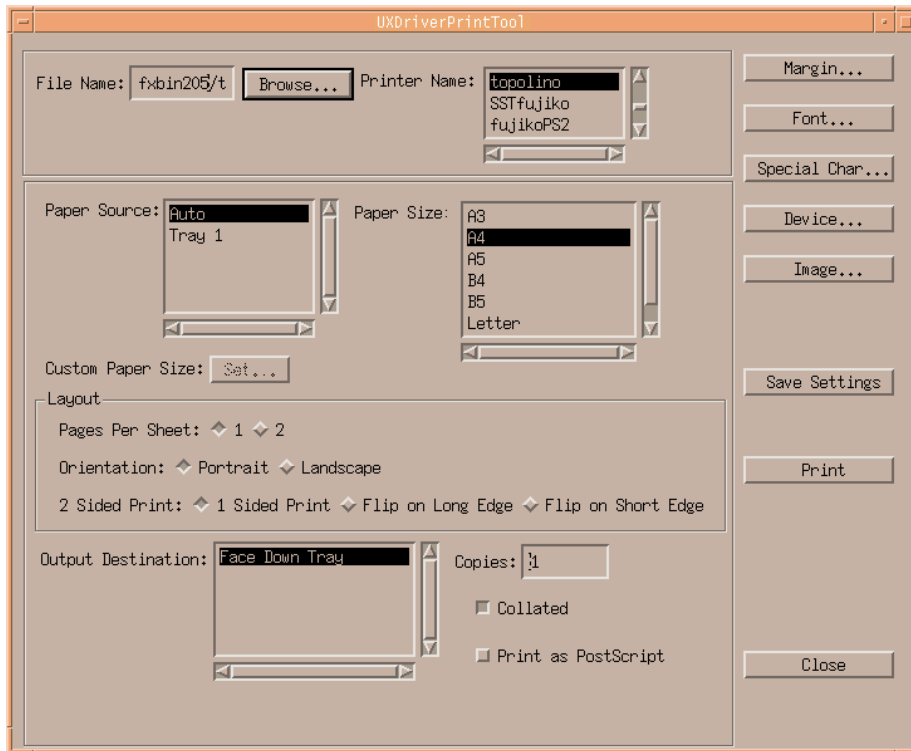 UXDriverPrintTool
File Name: fxbin205/t Browse... Printer Name:
topolino
SSTfujiko
fujikoPS2
Margin...
Font...
Special Char...
Device...
Image...
Save Settings
Print
Close
Paper Source:
Auto
Tray 1
Paper Size:
A3
A4
A5
B4
B5
Letter
Custom Paper Size: Set...
Layout
Pages Per Sheet: 1 2
Orientation: Portrait Landscape
2 Sided Print: 1 Sided Print Flip on Long Edge Flip on Short Edge
Output Destination: Face Down Tray
Copies: 1
Collated
Print as PostScript